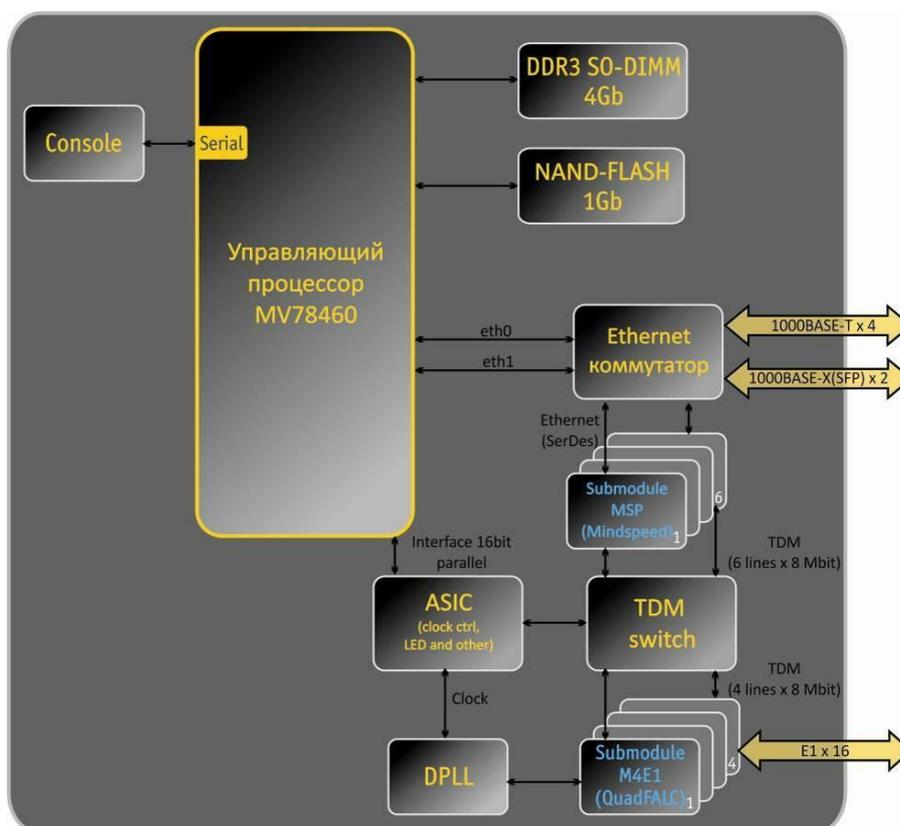 DDR3 SO-DIMM
4Gb
Console
Serial
NAND-FLASH
1Gb
Управляющий
процессор
MV78460
eth0
eth1
Ethernet
коммутатор
1000BASE-T x 4
1000BASE-X(SFP) x 2
Ethernet
(SerDes)
6
Submodule
MSP
(Mindspeed)
1
Interface 16bit
parallel
TDM
(6 lines x 8 Mbit)
ASIC
(clock ctrl,
LED and other)
TDM
switch
TDM
(4 lines x 8 Mbit)
Clock
DPLL
4
Submodule
M4E1
(QuadFALC)
1
E1 x 16